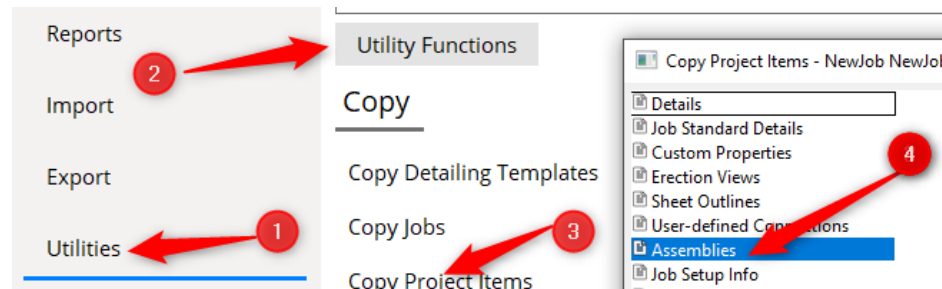 Reports
Import
Export
Utilities
1
2
Utility Functions
Copy
Copy Detailing Templates
Copy Jobs
Copy Project Items
3
Copy Project Items - NewJob NewJob
Details
Job Standard Details
Custom Properties
Erection Views
Sheet Outlines
User-defined Connections
Assemblies
Job Setup Info
4